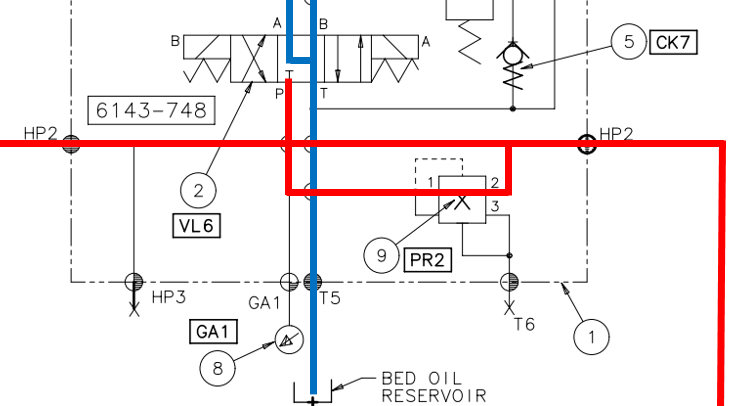 A
B
B
A
5
CK7
T
P
T
6143-748
HP2
HP2
2
1
2
3
VL6
9
PR2
HP3
GA1
T5
T6
GA1
1
8
BED OIL
RESERVOIR